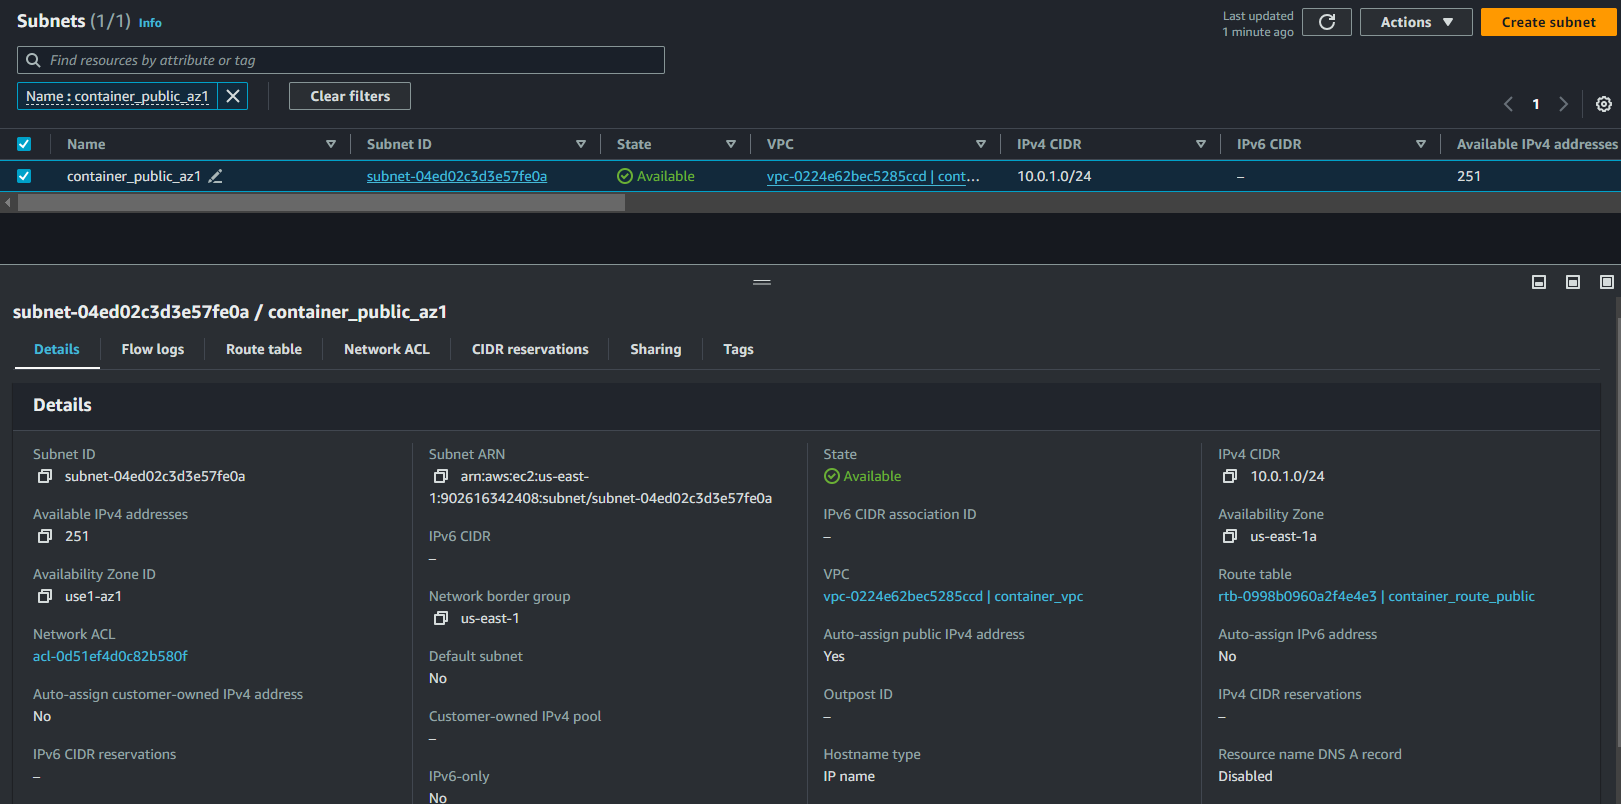 Subnets (1/1) Info
Last updated
1 minute ago
Actions
Create subnet
Find resources by attribute or tag
Name : container_public_az1
Clear filters
1
Name
Subnet ID
State
VPC
IPv4 CIDR
IPv6 CIDR
Available IPv4 addresses
container_public_az1
subnet-04ed02c3d3e57fe0a
Available
vpc-0224e62bec5285ccd | cont...
10.0.1.0/24
–
251
subnet-04ed02c3d3e57fe0a / container_public_az1
Details
Flow logs
Route table
Network ACL
CIDR reservations
Sharing
Tags
Details
Subnet ID
subnet-04ed02c3d3e57fe0a
Available IPv4 addresses
251
Availability Zone ID
use1-az1
Network ACL
acl-0d51ef4d0c82b580f
Auto-assign customer-owned IPv4 address
No
IPv6 CIDR reservations
–
Subnet ARN
arn:aws:ec2:us-east-
1:902616342408:subnet/subnet-04ed02c3d3e57fe0a
IPv6 CIDR
–
Network border group
us-east-1
Default subnet
No
Customer-owned IPv4 pool
–
IPv6-only
No
State
Available
IPv6 CIDR association ID
–
VPC
vpc-0224e62bec5285ccd | container_vpc
Auto-assign public IPv4 address
Yes
Outpost ID
–
Hostname type
IP name
IPv4 CIDR
10.0.1.0/24
Availability Zone
us-east-1a
Route table
rtb-0998b0960a2f4e4e3 | container_route_public
Auto-assign IPv6 address
No
IPv4 CIDR reservations
–
Resource name DNS A record
Disabled